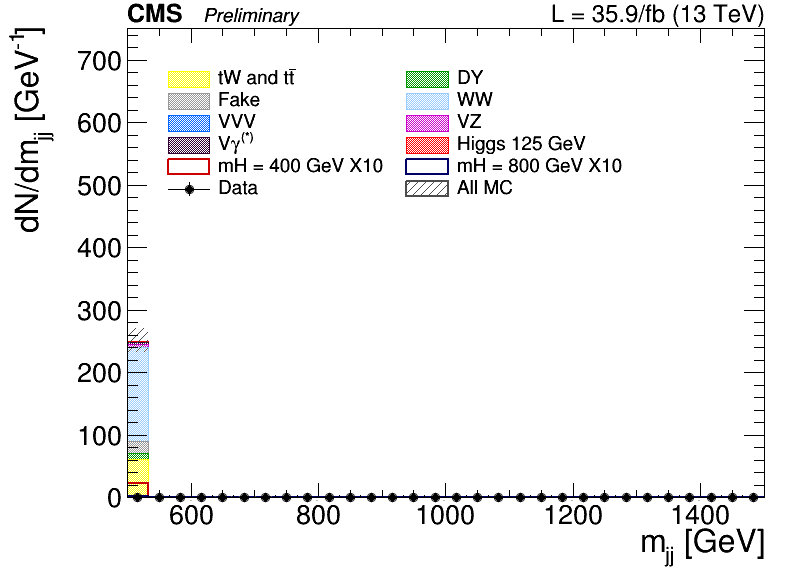 CMS Preliminary L = 35.9/fb (13 TeV)
dN/dm_jj [GeV⁻¹]
700
600
500
400
300
200
100
0
tW and tt̄ DY
Fake WW
VVV VZ
Vγ(*) Higgs 125 GeV
mH = 400 GeV X10 mH = 800 GeV X10
Data All MC
600 800 1000 1200 1400
m_jj [GeV]